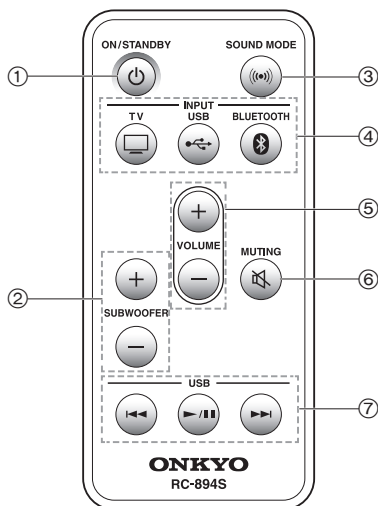 ON/STANDBY
SOUND MODE
①
③
INPUT
TV
USB
BLUETOOTH
④
⑤
+
VOLUME
−
MUTING
⑥
②
+
SUBWOOFER
−
USB
⑦
ONKYO
RC-894S